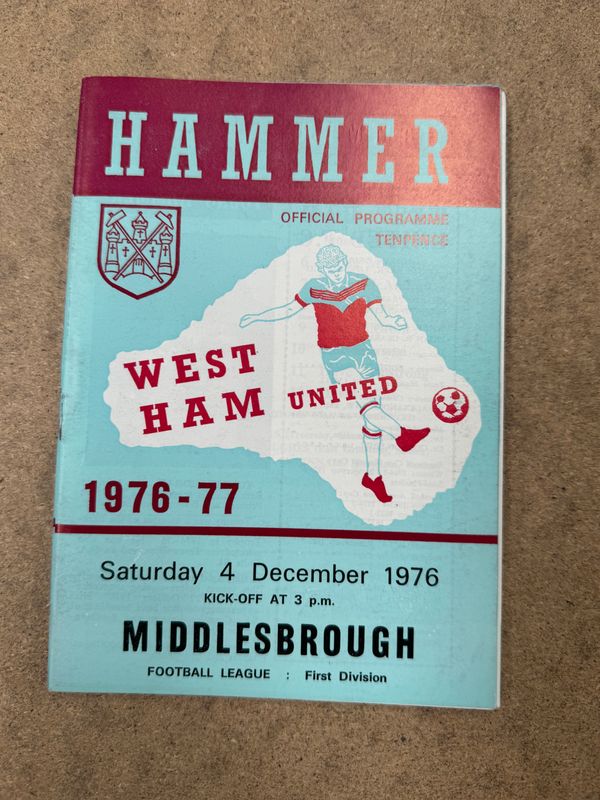 HAMMER
OFFICIAL PROGRAMME
TENPENCE
WEST
HAM UNITED
1976-77
Saturday 4 December 1976
KICK-OFF AT 3 p.m.
MIDDLESBROUGH
FOOTBALL LEAGUE : First Division